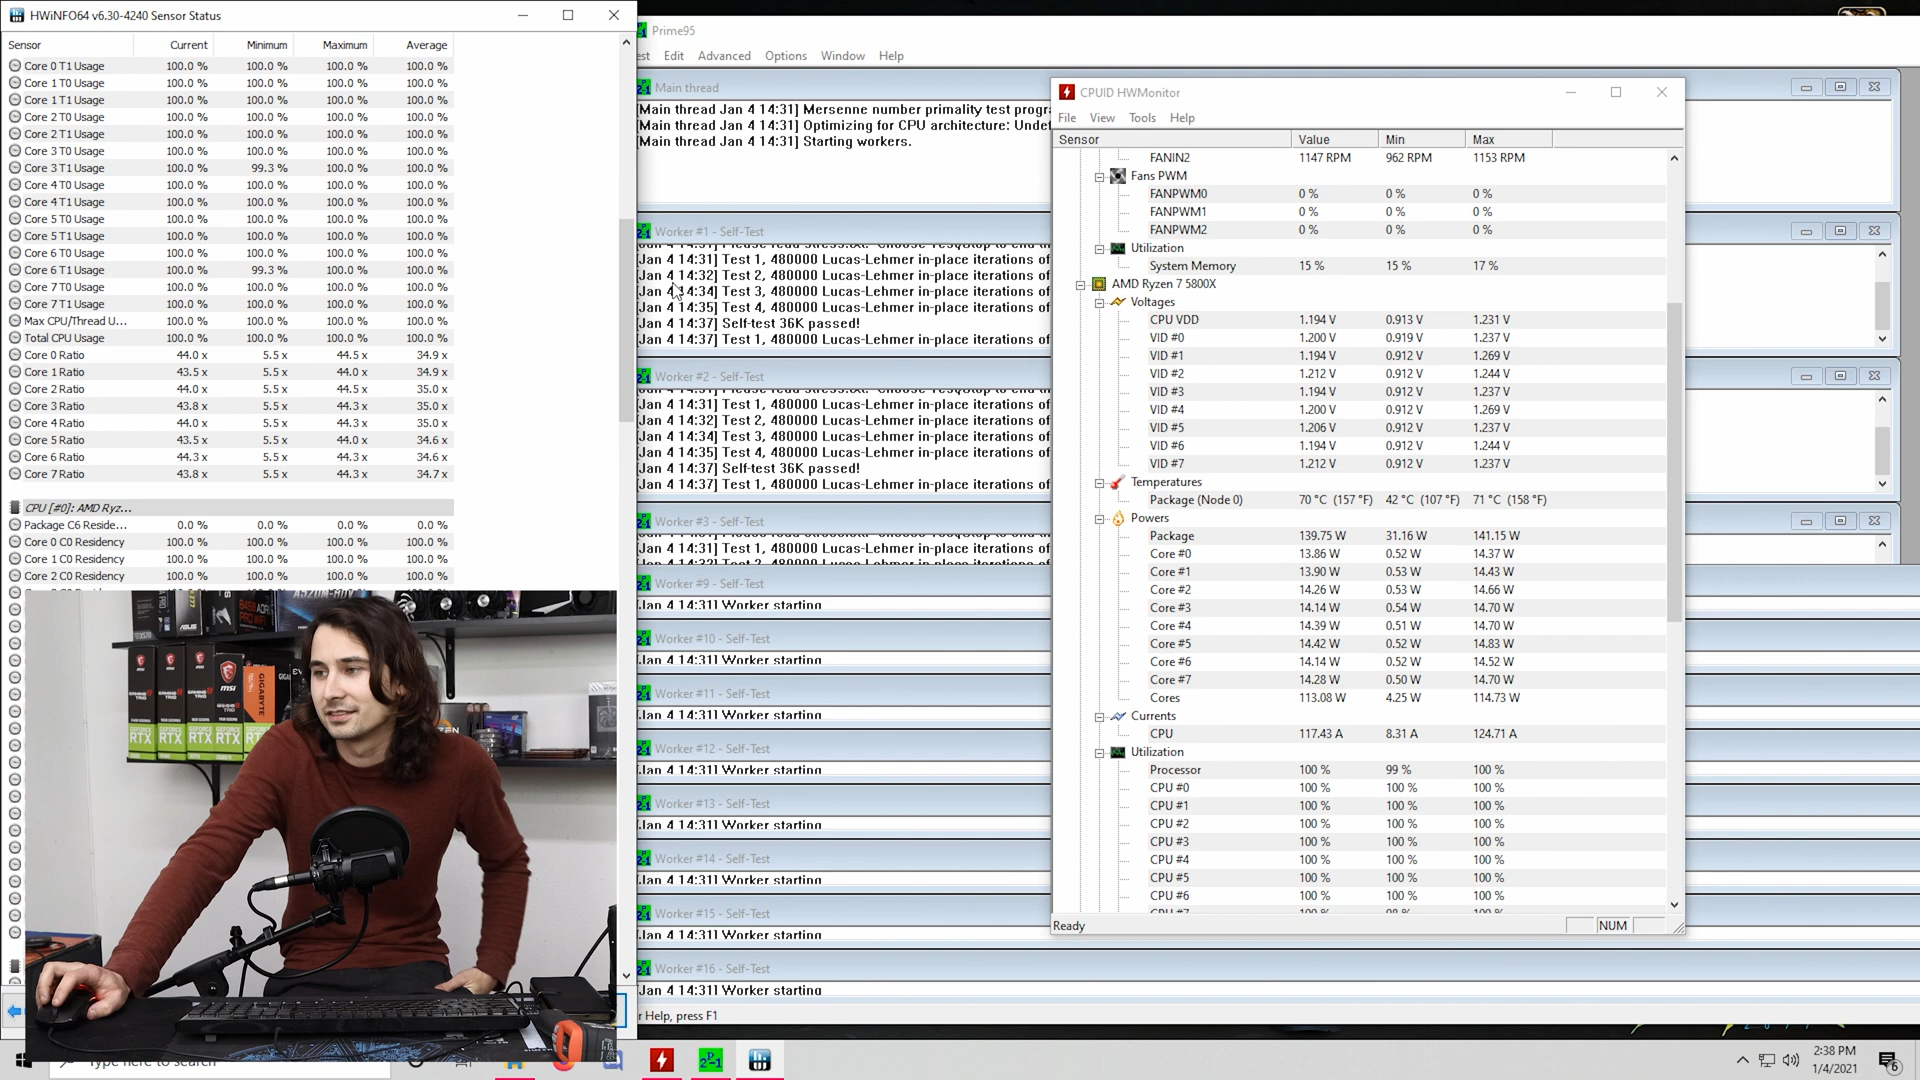 HWiNFO64 v6.30-4240 Sensor Status
Sensor Current Minimum Maximum Average
Core 0 T1 Usage 100.0 % 100.0 % 100.0 % 100.0 %
Core 1 T0 Usage 100.0 % 100.0 % 100.0 % 100.0 %
Core 1 T1 Usage 100.0 % 100.0 % 100.0 % 100.0 %
Core 2 T0 Usage 100.0 % 100.0 % 100.0 % 100.0 %
Core 2 T1 Usage 100.0 % 100.0 % 100.0 % 100.0 %
Core 3 T0 Usage 100.0 % 100.0 % 100.0 % 100.0 %
Core 3 T1 Usage 100.0 % 99.3 % 100.0 % 100.0 %
Core 4 T0 Usage 100.0 % 100.0 % 100.0 % 100.0 %
Core 4 T1 Usage 100.0 % 100.0 % 100.0 % 100.0 %
Core 5 T0 Usage 100.0 % 100.0 % 100.0 % 100.0 %
Core 5 T1 Usage 100.0 % 100.0 % 100.0 % 100.0 %
Core 6 T0 Usage 100.0 % 100.0 % 100.0 % 100.0 %
Core 6 T1 Usage 100.0 % 99.3 % 100.0 % 100.0 %
Core 7 T0 Usage 100.0 % 100.0 % 100.0 % 100.0 %
Core 7 T1 Usage 100.0 % 100.0 % 100.0 % 100.0 %
Max CPU/Thread U... 100.0 % 100.0 % 100.0 % 100.0 %
Total CPU Usage 100.0 % 100.0 % 100.0 % 100.0 %
Core 0 Ratio 44.0 x 5.5 x 44.5 x 34.9 x
Core 1 Ratio 43.5 x 5.5 x 44.0 x 34.9 x
Core 2 Ratio 44.0 x 5.5 x 44.5 x 35.0 x
Core 3 Ratio 43.8 x 5.5 x 44.3 x 35.0 x
Core 4 Ratio 44.0 x 5.5 x 44.3 x 35.0 x
Core 5 Ratio 43.5 x 5.5 x 44.0 x 34.6 x
Core 6 Ratio 44.3 x 5.5 x 44.3 x 34.6 x
Core 7 Ratio 43.8 x 5.5 x 44.3 x 34.7 x
CPU [#0]: AMD Ryz...
Package C6 Reside... 0.0 % 0.0 % 0.0 % 0.0 %
Core 0 C0 Residency 100.0 % 100.0 % 100.0 % 100.0 %
Core 1 C0 Residency 100.0 % 100.0 % 100.0 % 100.0 %
Core 2 C0 Residency 100.0 % 100.0 % 100.0 % 100.0 %
Prime95
Edit Advanced Options Window Help
Main thread
[Main thread Jan 4 14:31] Mersenne number primality test progra
[Main thread Jan 4 14:31] Optimizing for CPU architecture: Undef
[Main thread Jan 4 14:31] Starting workers.
Worker #1 - Self-Test
[Jan 4 14:31] Test 1, 480000 Lucas-Lehmer in-place iterations of
[Jan 4 14:32] Test 2, 480000 Lucas-Lehmer in-place iterations of
[Jan 4 14:34] Test 3, 480000 Lucas-Lehmer in-place iterations of
[Jan 4 14:35] Test 4, 480000 Lucas-Lehmer in-place iterations of
[Jan 4 14:37] Self-test 36K passed!
[Jan 4 14:37] Test 1, 480000 Lucas-Lehmer in-place iterations of
Worker #2 - Self-Test
[Jan 4 14:31] Test 1, 480000 Lucas-Lehmer in-place iterations of
[Jan 4 14:32] Test 2, 480000 Lucas-Lehmer in-place iterations of
[Jan 4 14:34] Test 3, 480000 Lucas-Lehmer in-place iterations of
[Jan 4 14:35] Test 4, 480000 Lucas-Lehmer in-place iterations of
[Jan 4 14:37] Self-test 36K passed!
[Jan 4 14:37] Test 1, 480000 Lucas-Lehmer in-place iterations of
Worker #3 - Self-Test
[Jan 4 14:31] Test 1, 480000 Lucas-Lehmer in-place iterations of
Worker #9 - Self-Test
[Jan 4 14:31] Worker starting
Worker #10 - Self-Test
[Jan 4 14:31] Worker starting
Worker #11 - Self-Test
[Jan 4 14:31] Worker starting
Worker #12 - Self-Test
[Jan 4 14:31] Worker starting
Worker #13 - Self-Test
[Jan 4 14:31] Worker starting
Worker #14 - Self-Test
[Jan 4 14:31] Worker starting
Worker #15 - Self-Test
[Jan 4 14:31] Worker starting
Worker #16 - Self-Test
[Jan 4 14:31] Worker starting
r Help, press F1
CPUID HWMonitor
File View Tools Help
Sensor Value Min Max
FANIN2 1147 RPM 962 RPM 1153 RPM
Fans PWM
FANPWM0 0 % 0 % 0 %
FANPWM1 0 % 0 % 0 %
FANPWM2 0 % 0 % 0 %
Utilization
System Memory 15 % 15 % 17 %
AMD Ryzen 7 5800X
Voltages
CPU VDD 1.194 V 0.913 V 1.231 V
VID #0 1.200 V 0.919 V 1.237 V
VID #1 1.194 V 0.912 V 1.269 V
VID #2 1.212 V 0.912 V 1.244 V
VID #3 1.194 V 0.912 V 1.237 V
VID #4 1.200 V 0.912 V 1.269 V
VID #5 1.206 V 0.912 V 1.237 V
VID #6 1.194 V 0.912 V 1.244 V
VID #7 1.212 V 0.912 V 1.237 V
Temperatures
Package (Node 0) 70 °C (157 °F) 42 °C (107 °F) 71 °C (158 °F)
Powers
Package 139.75 W 31.16 W 141.15 W
Core #0 13.86 W 0.52 W 14.37 W
Core #1 13.90 W 0.53 W 14.43 W
Core #2 14.26 W 0.53 W 14.66 W
Core #3 14.14 W 0.54 W 14.70 W
Core #4 14.39 W 0.51 W 14.70 W
Core #5 14.42 W 0.52 W 14.83 W
Core #6 14.14 W 0.52 W 14.52 W
Core #7 14.28 W 0.50 W 14.70 W
Cores 113.08 W 4.25 W 114.73 W
Currents
CPU 117.43 A 8.31 A 124.71 A
Utilization
Processor 100 % 99 % 100 %
CPU #0 100 % 100 % 100 %
CPU #1 100 % 100 % 100 %
CPU #2 100 % 100 % 100 %
CPU #3 100 % 100 % 100 %
CPU #4 100 % 100 % 100 %
CPU #5 100 % 100 % 100 %
CPU #6 100 % 100 % 100 %
Ready NUM
msi
GIGABYTE
GEFORCE RTX
GEFORCE RTX
GEFORCE RTX
GEFORCE RTX
Type here to search
2:38 PM
1/4/2021
6